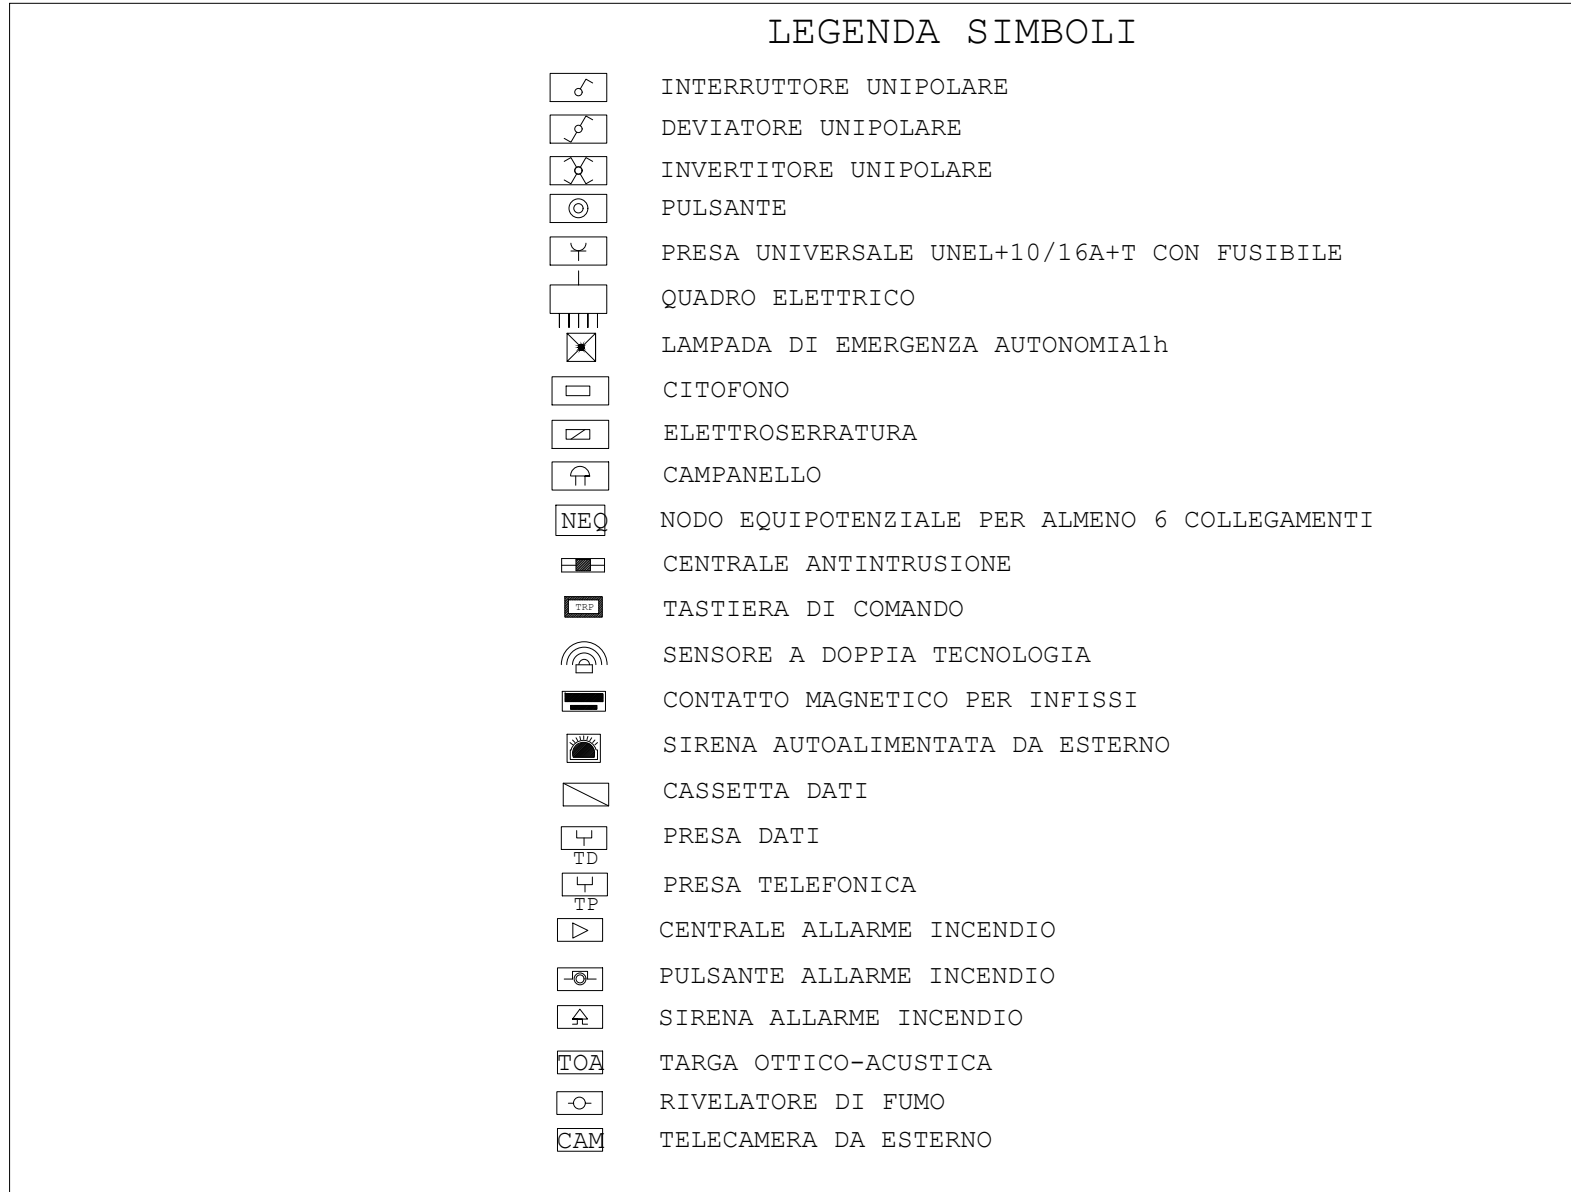 LEGENDA SIMBOLI
INTERRUTTORE UNIPOLARE
DEVIATORE UNIPOLARE
INVERTITORE UNIPOLARE
PULSANTE
PRESA UNIVERSALE UNEL+10/16A+T CON FUSIBILE
QUADRO ELETTRICO
LAMPADA DI EMERGENZA AUTONOMIA1h
CITOFONO
ELETTROSERRATURA
CAMPANELLO
NEQ NODO EQUIPOTENZIALE PER ALMENO 6 COLLEGAMENTI
CENTRALE ANTINTRUSIONE
TRP TASTIERA DI COMANDO
SENSORE A DOPPIA TECNOLOGIA
CONTATTO MAGNETICO PER INFISSI
SIRENA AUTOALIMENTATA DA ESTERNO
CASSETTA DATI
PRESA DATI
TD
PRESA TELEFONICA
TP
CENTRALE ALLARME INCENDIO
PULSANTE ALLARME INCENDIO
SIRENA ALLARME INCENDIO
TOA TARGA OTTICO-ACUSTICA
RIVELATORE DI FUMO
CAM TELECAMERA DA ESTERNO